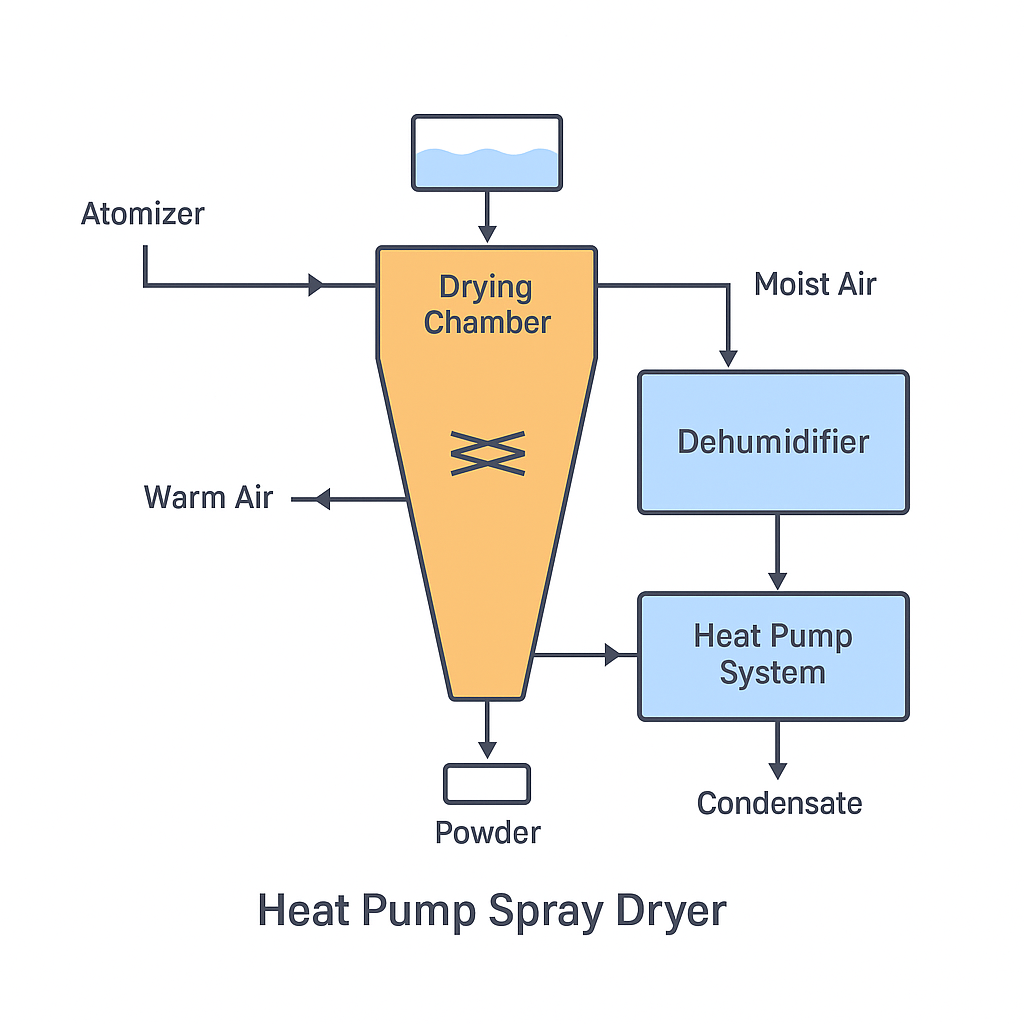 Atomizer
Drying
Chamber
Moist Air
Dehumidifier
Warm Air
Heat Pump
System
Condensate
Powder
Heat Pump Spray Dryer